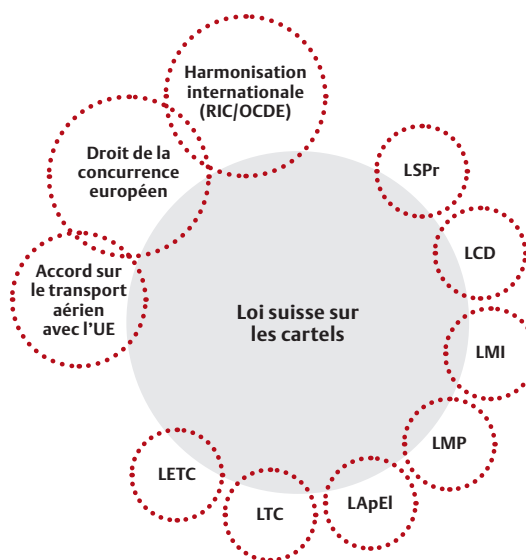 Harmonisation
internationale
(RIC/OCDE)
Droit de la
concurrence
européen
Accord sur
le transport
aérien
avec l'UE
Loi suisse sur
les cartels
LSPr
LCD
LMI
LMP
LApEl
LTC
LETC